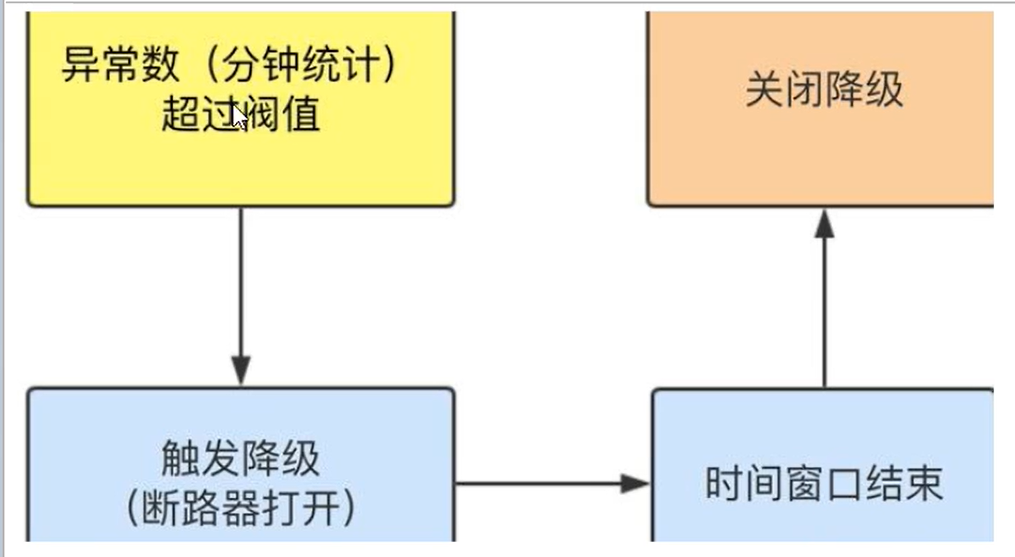 异常数（分钟统计）
超过阀值
关闭降级
触发降级
（断路器打开）
时间窗口结束